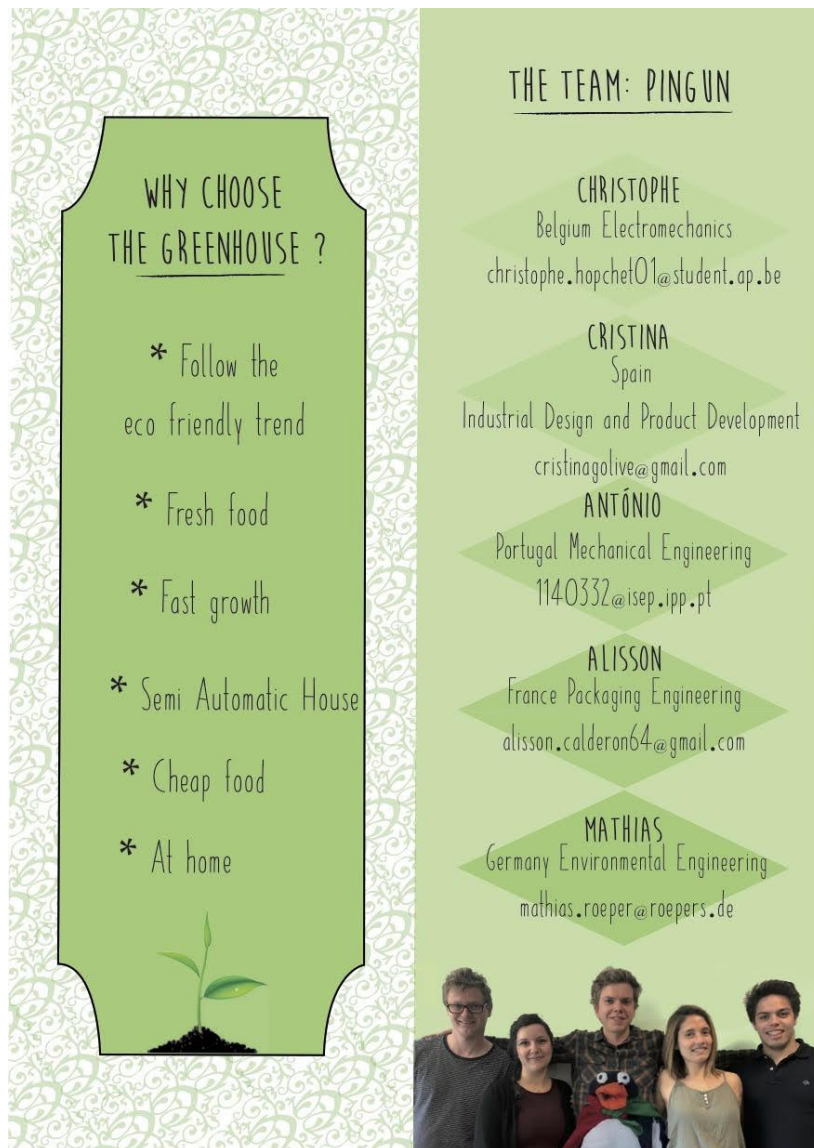 WHY CHOOSE
THE GREENHOUSE ?
* Follow the
eco friendly trend
* Fresh food
* Fast growth
* Semi Automatic House
* Cheap food
* At home
THE TEAM: PINGUN
CHRISTOPHE
Belgium Electromechanics
christophe.hopchet01@student.ap.be
CRISTINA
Spain
Industrial Design and Product Development
cristinagolive@gmail.com
ANTÓNIO
Portugal Mechanical Engineering
1140332@isep.ipp.pt
ALISSON
France Packaging Engineering
alisson.calderon64@gmail.com
MATHIAS
Germany Environmental Engineering
mathias.roeper@roepers.de